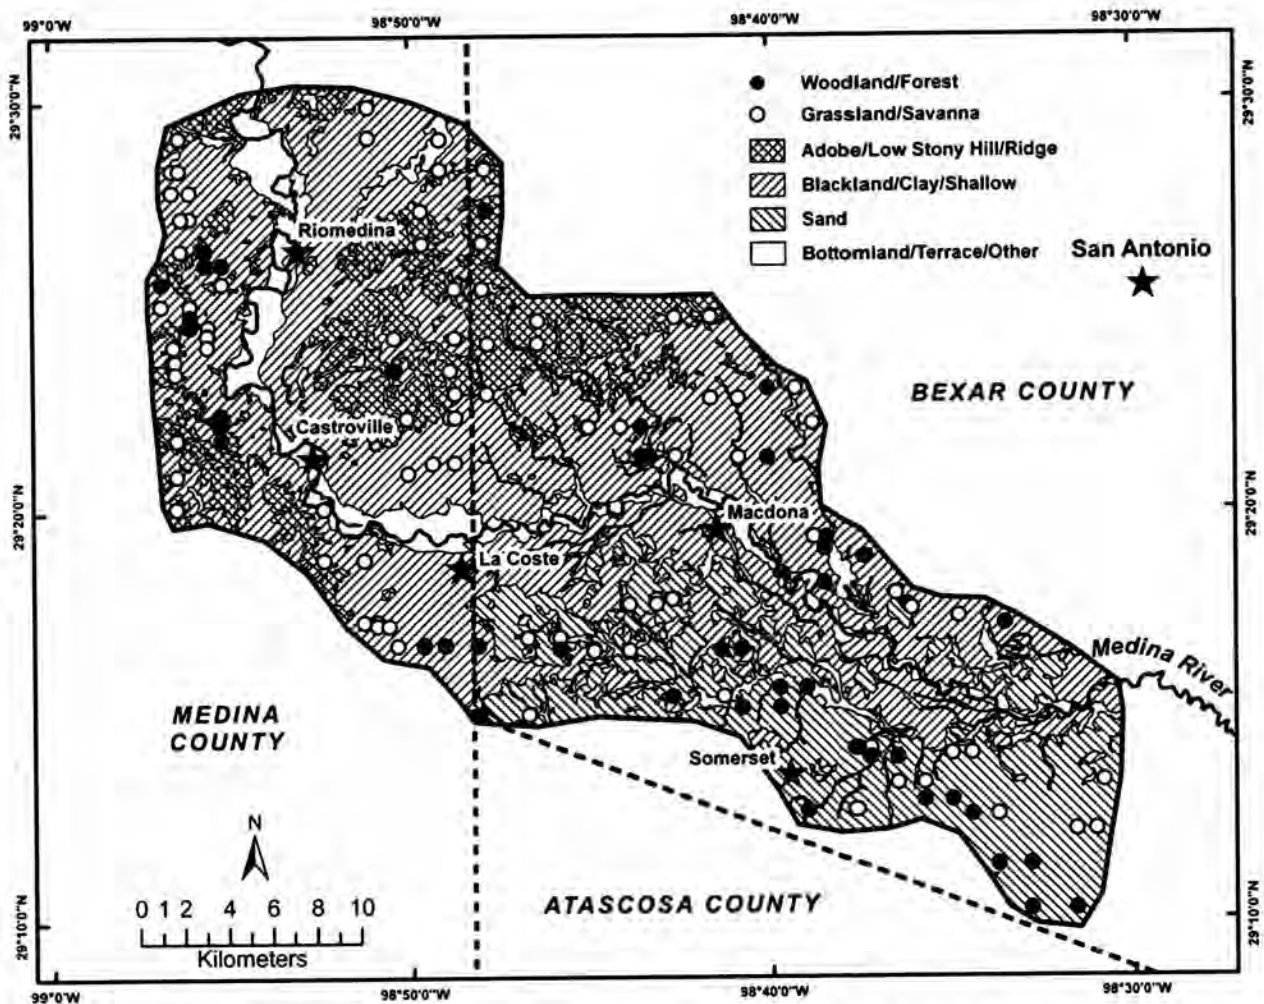 99°0'0"W
98°50'0"W
98°40'0"W
98°30'0"W
29°30'0"N
29°30'0"N
Woodland/Forest
Grassland/Savanna
Adobe/Low Stony Hill/Ridge
Blackland/Clay/Shallow
Sand
Bottomland/Terrace/Other
San Antonio
Riomedina
BEXAR COUNTY
Castroville
29°20'0"N
29°20'0"N
Macdona
La Coste
Medina River
MEDINA
COUNTY
Somerset
N
ATASCOSA COUNTY
0 1 2 4 6 8 10
Kilometers
29°10'0"N
29°10'0"N
99°0'0"W
98°50'0"W
98°40'0"W
98°30'0"W